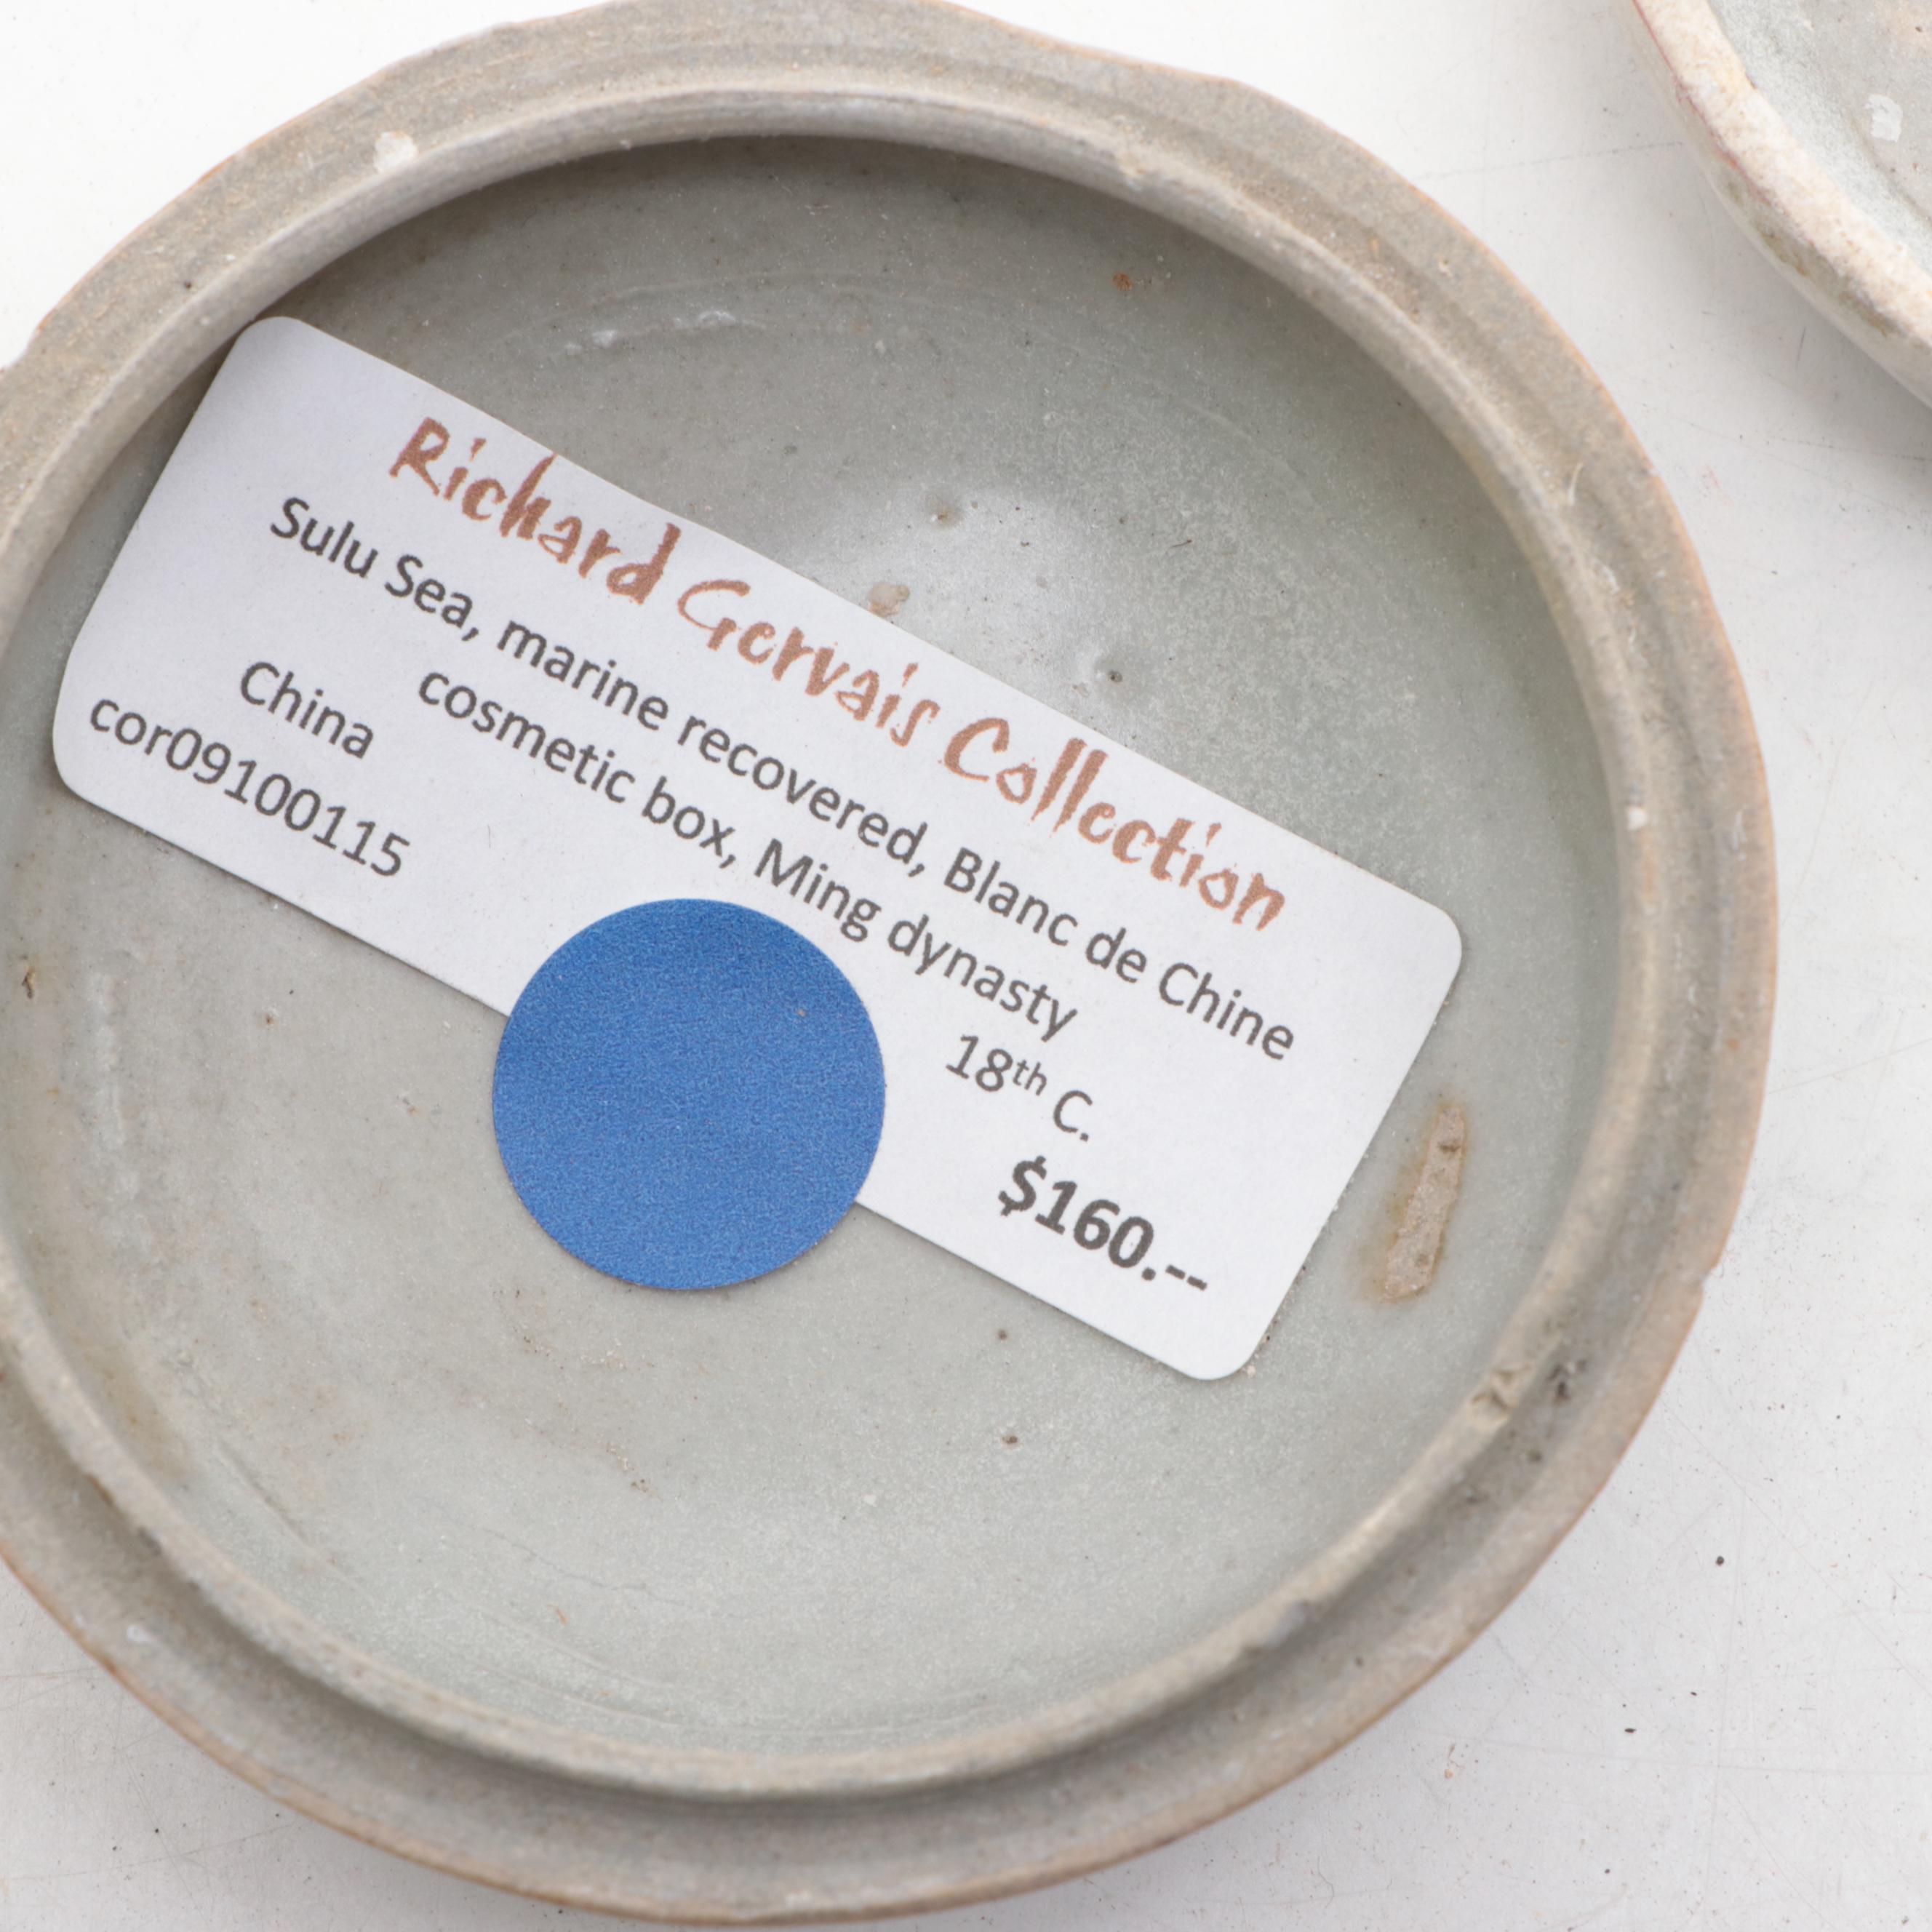 Richard Gervais Collection
Sulu Sea, marine recovered, Blanc de Chine
cosmetic box, Ming dynasty
China 18th C.
cor09100115 $160.--